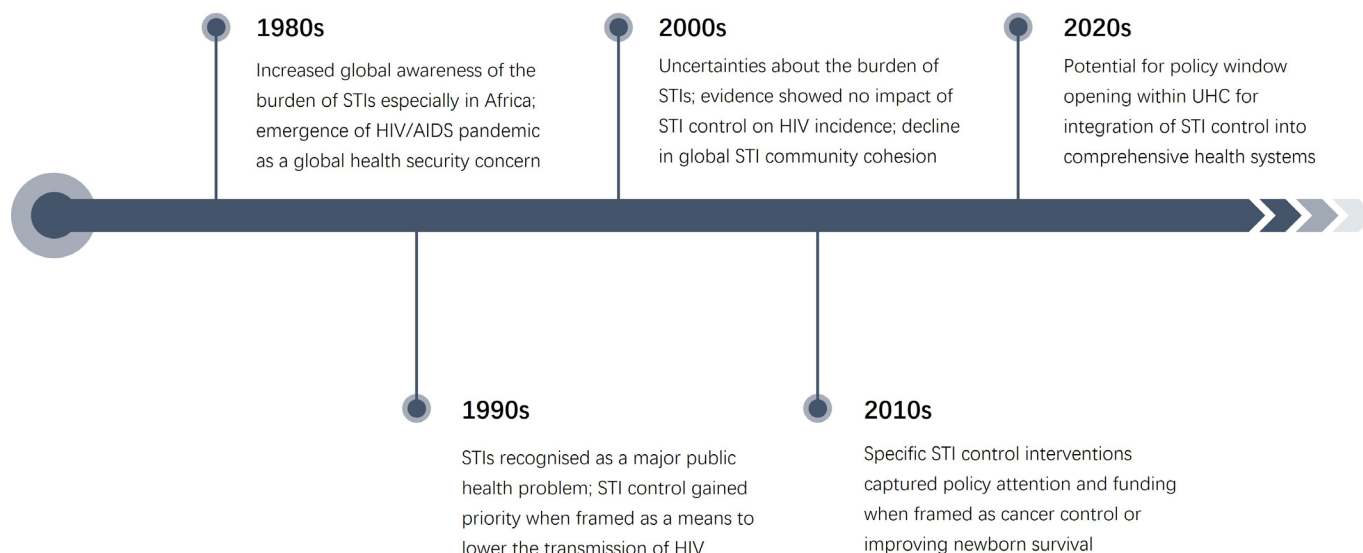 1980s
Increased global awareness of the
burden of STIs especially in Africa;
emergence of HIV/AIDS pandemic
as a global health security concern
2000s
Uncertainties about the burden of
STIs; evidence showed no impact of
STI control on HIV incidence; decline
in global STI community cohesion
2020s
Potential for policy window
opening within UHC for
integration of STI control into
comprehensive health systems
1990s
STIs recognised as a major public
health problem; STI control gained
priority when framed as a means to
lower the transmission of HIV
2010s
Specific STI control interventions
captured policy attention and funding
when framed as cancer control or
improving newborn survival